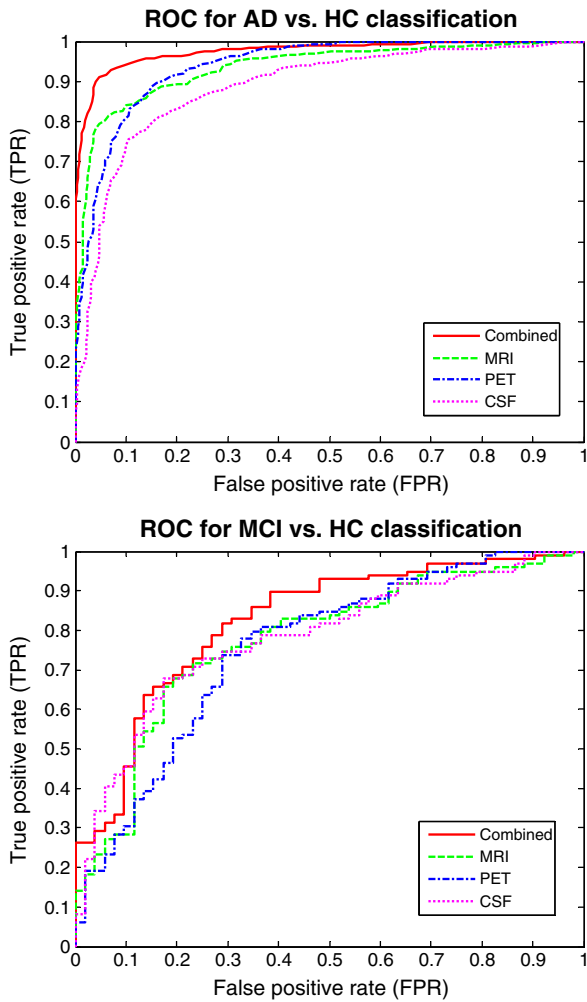 ROC for AD vs. HC classification
1
0.9
0.8
0.7
0.6
0.5
0.4
0.3
0.2
0.1
0
True positive rate (TPR)
Combined
MRI
PET
CSF
0 0.1 0.2 0.3 0.4 0.5 0.6 0.7 0.8 0.9 1
False positive rate (FPR)
ROC for MCI vs. HC classification
1
0.9
0.8
0.7
0.6
0.5
0.4
0.3
0.2
0.1
0
True positive rate (TPR)
Combined
MRI
PET
CSF
0 0.1 0.2 0.3 0.4 0.5 0.6 0.7 0.8 0.9 1
False positive rate (FPR)